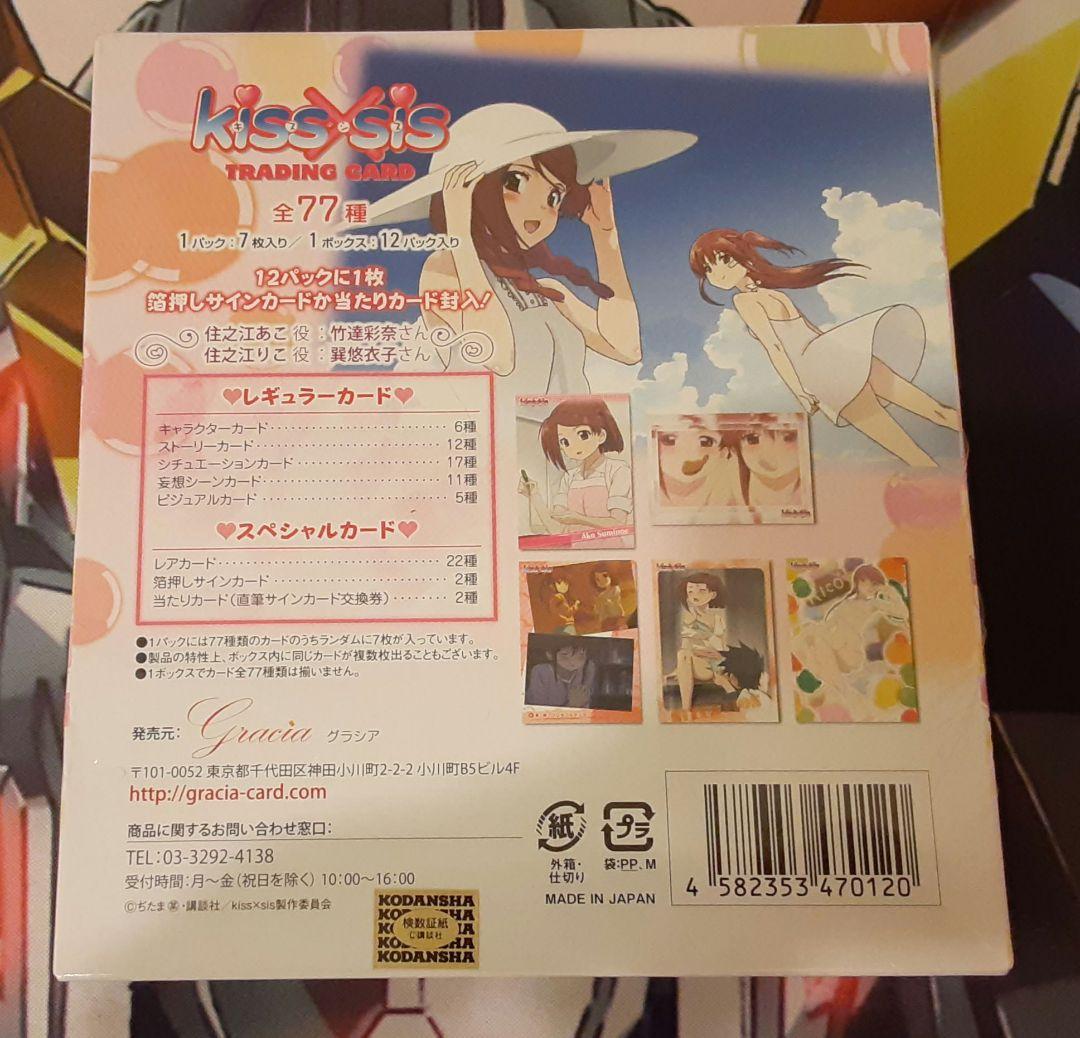 kiss×sis
キス・シス
TRADING CARD
全77種
1パック：7枚入り／1ボックス：12パック入り
12パックに1枚
箔押しサインカードか当たりカード封入！
住之江あこ役：竹達彩奈さん
住之江りこ役：巽悠衣子さん
♥レギュラーカード♥
キャラクターカード‥‥‥‥‥‥‥‥‥‥‥6種
ストーリーカード‥‥‥‥‥‥‥‥‥‥‥12種
シチュエーションカード‥‥‥‥‥‥‥‥17種
妄想シーンカード‥‥‥‥‥‥‥‥‥‥‥11種
ビジュアルカード‥‥‥‥‥‥‥‥‥‥‥5種
♥スペシャルカード♥
レアカード‥‥‥‥‥‥‥‥‥‥‥‥‥‥22種
箔押しサインカード‥‥‥‥‥‥‥‥‥‥2種
当たりカード（直筆サインカード交換券）‥‥‥‥2種
●1パックには77種類のカードのうちランダムに7枚が入っています。
●製品の特性上、ボックス内に同じカードが複数枚出ることもございます。
●1ボックスでカード全77種類は揃いません。
Ako Suminoe
RICO
発売元：Gracia グラシア
〒101-0052 東京都千代田区神田小川町2-2-2 小川町B5ビル4F
http://gracia-card.com
商品に関するお問い合わせ窓口：
TEL：03-3292-4138
受付時間：月～金（祝日を除く）10：00～16：00
©ぢたま㊀・講談社／kiss×sis製作委員会
KODANSHA
検数証紙
©講談社
KODANSHA
KODANSHA
紙
外箱・
仕切り
プラ
袋：PP、M
MADE IN JAPAN
4 582353 470120